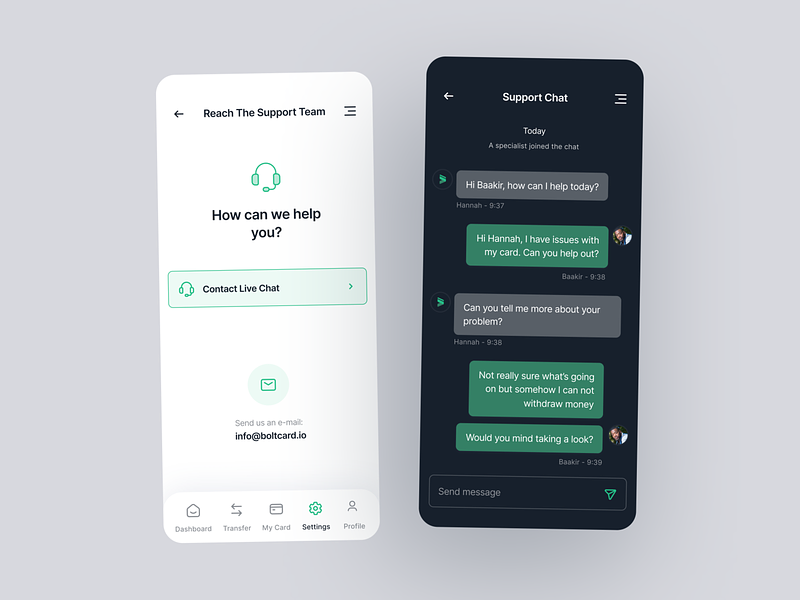 Reach The Support Team
How can we help
you?
Contact Live Chat
Send us an e-mail:
info@boltcard.io
Dashboard
Transfer
My Card
Settings
Profile
Support Chat
Today
A specialist joined the chat
Hi Baakir, how can I help today?
Hannah - 9:37
Hi Hannah, I have issues with
my card. Can you help out?
Baakir - 9:38
Can you tell me more about your
problem?
Hannah - 9:38
Not really sure what's going
on but somehow I can not
withdraw money
Would you mind taking a look?
Baakir - 9:39
Send message